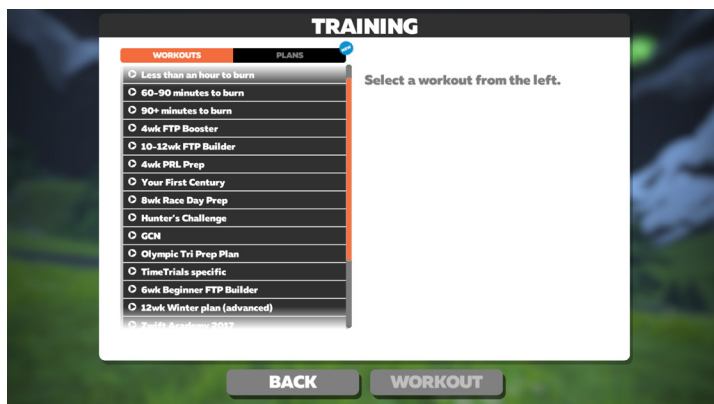 TRAINING
WORKOUTS
PLANS
NEW
Less than an hour to burn
60-90 minutes to burn
90+ minutes to burn
4wk FTP Booster
10-12wk FTP Builder
4wk PRL Prep
Your First Century
8wk Race Day Prep
Hunter's Challenge
GCN
Olympic Tri Prep Plan
TimeTrials specific
6wk Beginner FTP Builder
12wk Winter plan (advanced)
Zwift Academy 2017
Select a workout from the left.
BACK
WORKOUT